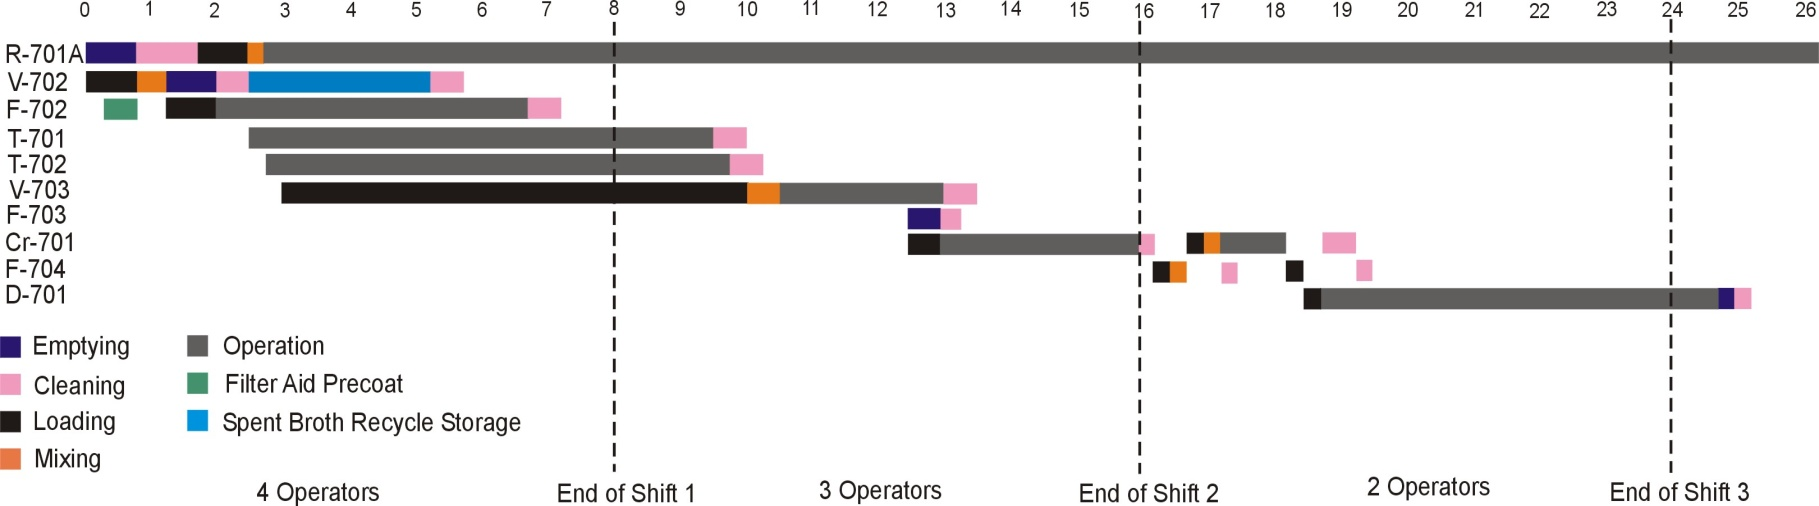 0 1 2 3 4 5 6 7 8 9 10 11 12 13 14 15 16 17 18 19 20 21 22 23 24 25 26
R-701A
V-702
F-702
T-701
T-702
V-703
F-703
Cr-701
F-704
D-701
Emptying Operation
Cleaning Filter Aid Precoat
Loading Spent Broth Recycle Storage
Mixing
4 Operators End of Shift 1 3 Operators End of Shift 2 2 Operators End of Shift 3